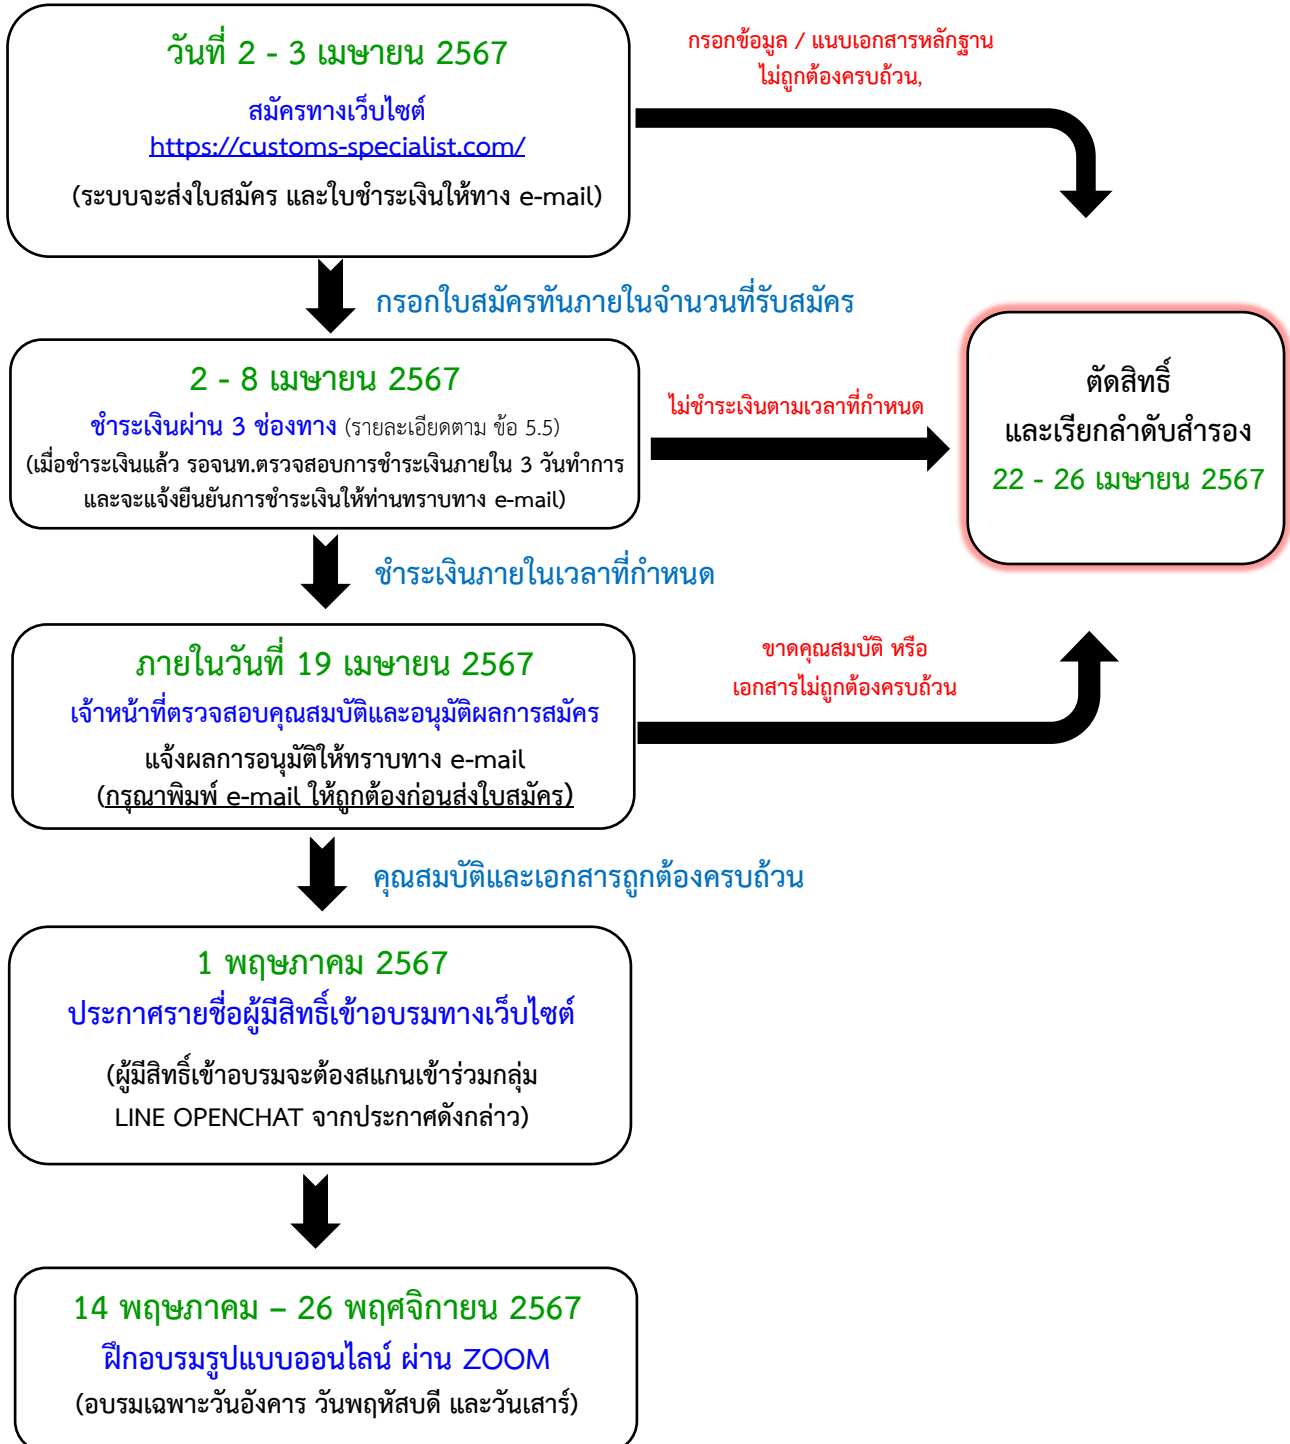 วันที่ 2 - 3 เมษายน 2567
สมัครทางเว็บไซต์
https://customs-specialist.com/
(ระบบจะส่งใบสมัคร และใบชำระเงินให้ทาง e-mail)
กรอกข้อมูล / แนบเอกสารหลักฐาน
ไม่ถูกต้องครบถ้วน,
กรอกใบสมัครทันภายในจำนวนที่รับสมัคร
2 - 8 เมษายน 2567
ชำระเงินผ่าน 3 ช่องทาง (รายละเอียดตาม ข้อ 5.5)
(เมื่อชำระเงินแล้ว รอจนท.ตรวจสอบการชำระเงินภายใน 3 วันทำการ
และจะแจ้งยืนยันการชำระเงินให้ท่านทราบทาง e-mail)
ไม่ชำระเงินตามเวลาที่กำหนด
ตัดสิทธิ์
และเรียกลำดับสำรอง
22 - 26 เมษายน 2567
ชำระเงินภายในเวลาที่กำหนด
ภายในวันที่ 19 เมษายน 2567
เจ้าหน้าที่ตรวจสอบคุณสมบัติและอนุมัติผลการสมัคร
แจ้งผลการอนุมัติให้ทราบทาง e-mail
(กรุณาพิมพ์ e-mail ให้ถูกต้องก่อนส่งใบสมัคร)
ขาดคุณสมบัติ หรือ
เอกสารไม่ถูกต้องครบถ้วน
คุณสมบัติและเอกสารถูกต้องครบถ้วน
1 พฤษภาคม 2567
ประกาศรายชื่อผู้มีสิทธิ์เข้าอบรมทางเว็บไซต์
(ผู้มีสิทธิ์เข้าอบรมจะต้องสแกนเข้าร่วมกลุ่ม
LINE OPENCHAT จากประกาศดังกล่าว)
14 พฤษภาคม – 26 พฤศจิกายน 2567
ฝึกอบรมรูปแบบออนไลน์ ผ่าน ZOOM
(อบรมเฉพาะวันอังคาร วันพฤหัสบดี และวันเสาร์)